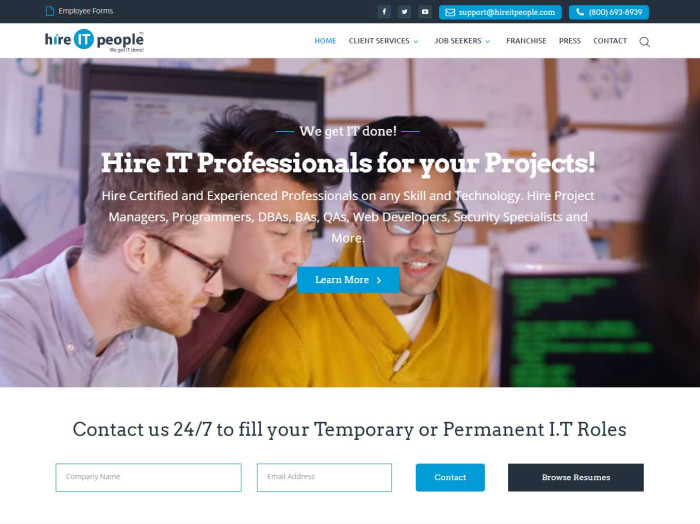 Employee Forms
support@hireitpeople.com
(800) 693-8939
hire IT people
We get IT done!
HOME
CLIENT SERVICES
JOB SEEKERS
FRANCHISE
PRESS
CONTACT
We get IT done!
Hire IT Professionals for your Projects!
Hire Certified and Experienced Professionals on any Skill and Technology. Hire Project
Managers, Programmers, DBAs, BAs, QAs, Web Developers, Security Specialists and
More.
Learn More
Contact us 24/7 to fill your Temporary or Permanent I.T Roles
Company Name
Email Address
Contact
Browse Resumes